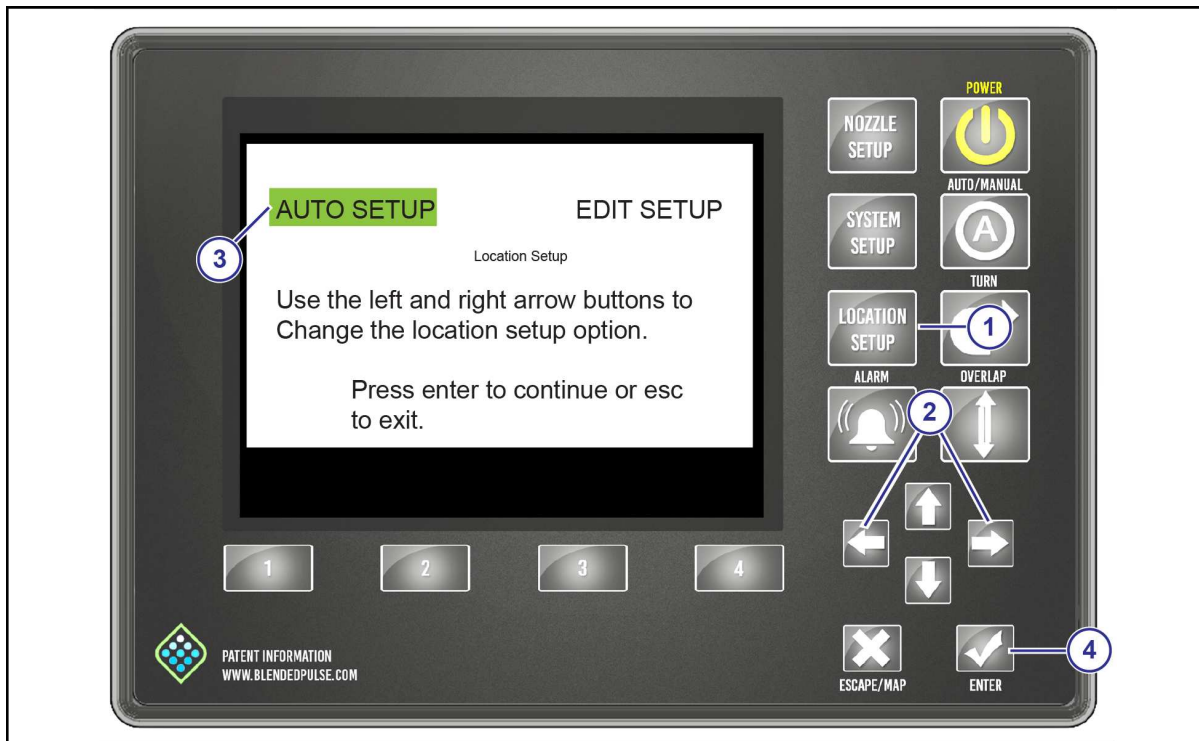 POWER
NOZZLE
SETUP
AUTO/MANUAL
SYSTEM
SETUP
A
TURN
LOCATION
SETUP
1
ALARM
OVERLAP
2
AUTO SETUP
EDIT SETUP
3
Location Setup
Use the left and right arrow buttons to
Change the location setup option.
Press enter to continue or esc
to exit.
1
2
3
4
PATENT INFORMATION
WWW.BLENDEDPULSE.COM
4
ESCAPE/MAP
ENTER